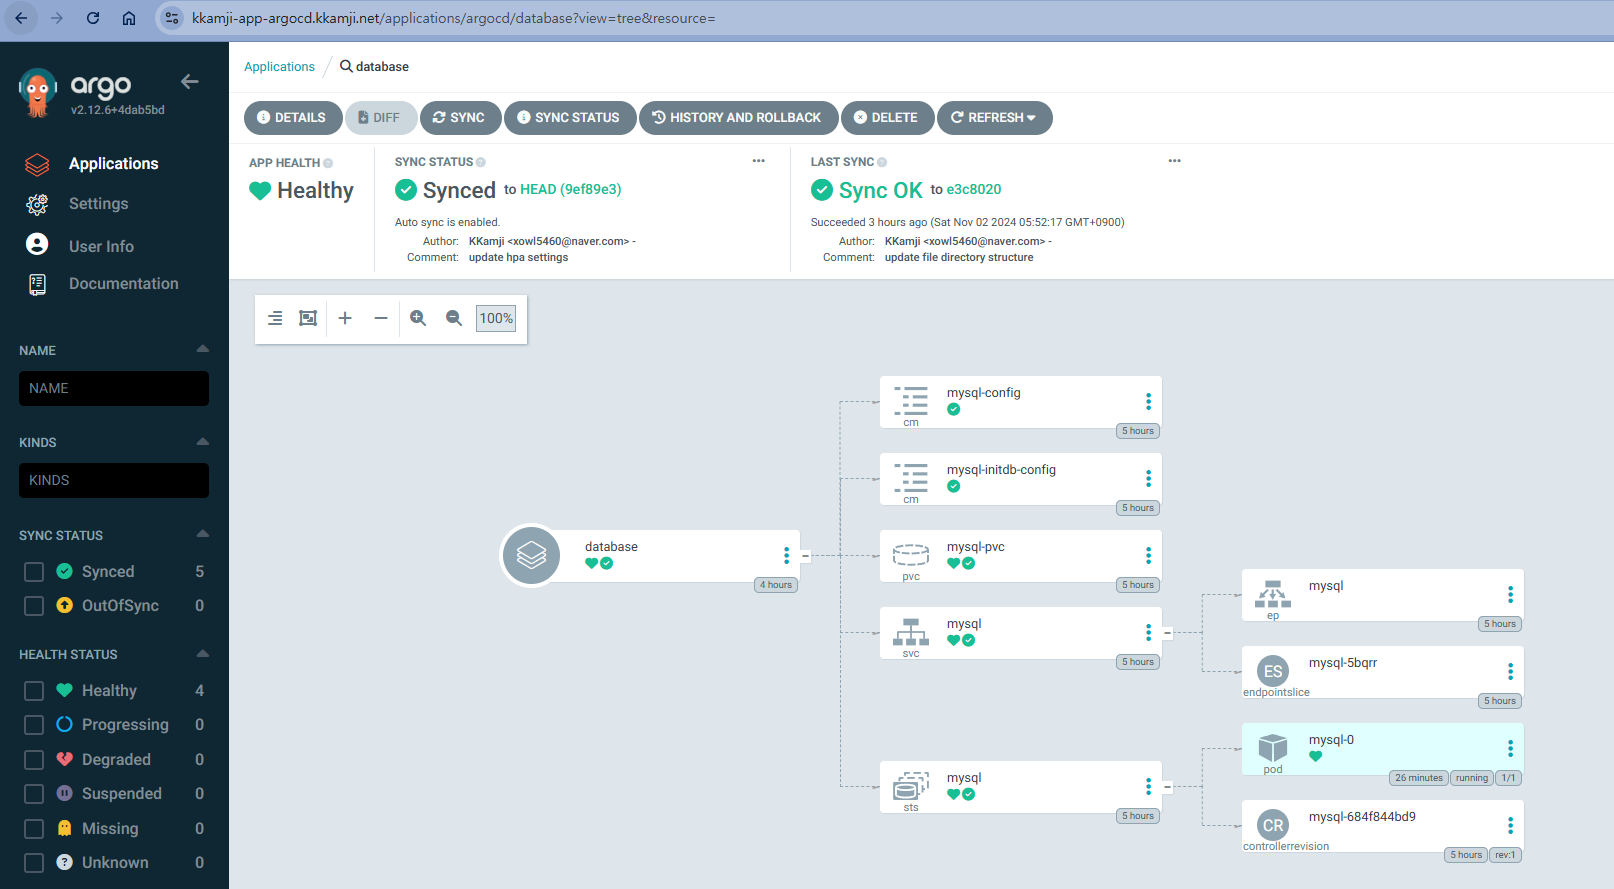 kkamji-app-argocd.kkamji.net/applications/argocd/database?view=tree&resource=
argo
v2.12.6+4dab5bd
Applications
Settings
User Info
Documentation
NAME
NAME
KINDS
KINDS
SYNC STATUS
Synced 5
OutOfSync 0
HEALTH STATUS
Healthy 4
Progressing 0
Degraded 0
Suspended 0
Missing 0
Unknown 0
Applications / database
DETAILS DIFF SYNC SYNC STATUS HISTORY AND ROLLBACK DELETE REFRESH
APP HEALTH
Healthy
SYNC STATUS
Synced to HEAD (9ef89e3)
Auto sync is enabled.
Author: KKamji <xowl5460@naver.com> -
Comment: update hpa settings
LAST SYNC
Sync OK to e3c8020
Succeeded 3 hours ago (Sat Nov 02 2024 05:52:17 GMT+0900)
Author: KKamji <xowl5460@naver.com> -
Comment: update file directory structure
100%
database
4 hours
mysql-config
cm
5 hours
mysql-initdb-config
cm
5 hours
mysql-pvc
pvc
5 hours
mysql
svc
5 hours
mysql
sts
5 hours
mysql
ep
5 hours
ES
mysql-5bqrr
endpointslice
5 hours
mysql-0
pod
26 minutes running 1/1
CR
mysql-684f844bd9
controllerrevision
5 hours rev:1